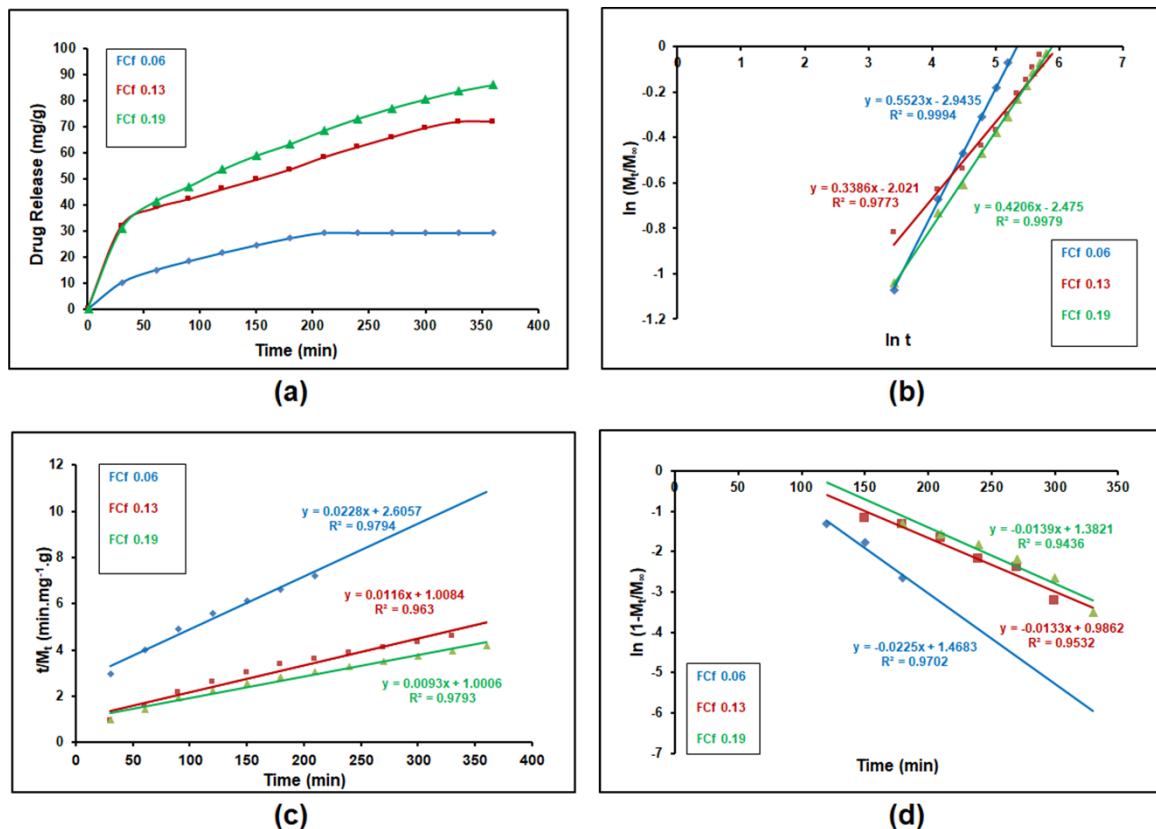 100
90
80
70
60
50
40
30
20
10
0
0 50 100 150 200 250 300 350 400
Drug Release (mg/g)
Time (min)
FCf 0.06
FCf 0.13
FCf 0.19
(a)
0
-0.2
-0.4
-0.6
-0.8
-1
-1.2
0 1 2 3 4 5 6 7
ln (Mt/M∞)
ln t
y = 0.5523x - 2.9435
R² = 0.9994
y = 0.3386x - 2.021
R² = 0.9773
y = 0.4206x - 2.475
R² = 0.9979
FCf 0.06
FCf 0.13
FCf 0.19
(b)
12
10
8
6
4
2
0
0 50 100 150 200 250 300 350 400
t/Mt (min.mg⁻¹.g)
Time (min)
FCf 0.06
FCf 0.13
FCf 0.19
y = 0.0228x + 2.6057
R² = 0.9794
y = 0.0116x + 1.0084
R² = 0.963
y = 0.0093x + 1.0006
R² = 0.9793
(c)
0
-1
-2
-3
-4
-5
-6
-7
0 50 100 150 200 250 300 350
ln (1-Mt/M∞)
Time (min)
y = -0.0139x + 1.3821
R² = 0.9436
y = -0.0133x + 0.9862
R² = 0.9532
y = -0.0225x + 1.4683
R² = 0.9702
FCf 0.06
FCf 0.13
FCf 0.19
(d)